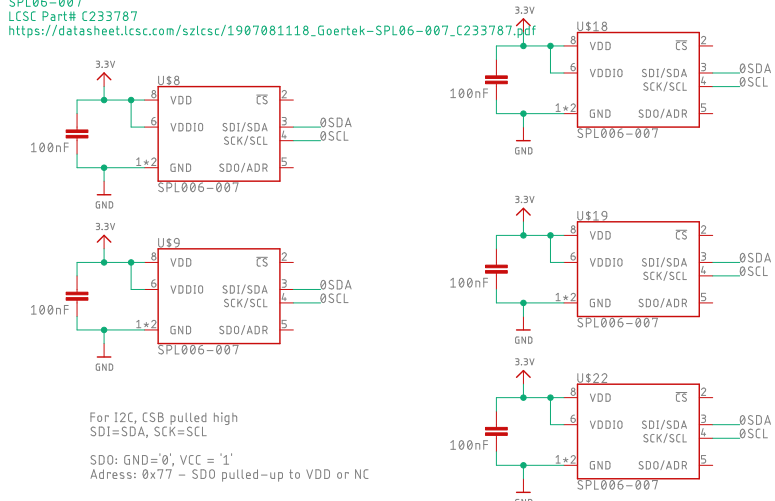 SPL06-007
LCSC Part# C233787
https://datasheet.lcsc.com/szlcsc/1907081118_Goertek-SPL06-007_C233787.pdf
3.3V
U$8
8 VDD CS 2
6 VDDIO SDI/SDA 3 0SDA
SCK/SCL 4 0SCL
100nF
1*2 GND SDO/ADR 5
SPL006-007
GND
3.3V
U$9
8 VDD CS 2
6 VDDIO SDI/SDA 3 0SDA
SCK/SCL 4 0SCL
100nF
1*2 GND SDO/ADR 5
SPL006-007
GND
For I2C, CSB pulled high
SDI=SDA, SCK=SCL
SDO: GND='0', VCC = '1'
Adress: 0x77 - SDO pulled-up to VDD or NC
3.3V
U$18
8 VDD CS 2
6 VDDIO SDI/SDA 3 0SDA
SCK/SCL 4 0SCL
100nF
1*2 GND SDO/ADR 5
SPL006-007
GND
3.3V
U$19
8 VDD CS 2
6 VDDIO SDI/SDA 3 0SDA
SCK/SCL 4 0SCL
100nF
1*2 GND SDO/ADR 5
SPL006-007
GND
3.3V
U$22
8 VDD CS 2
6 VDDIO SDI/SDA 3 0SDA
SCK/SCL 4 0SCL
100nF
1*2 GND SDO/ADR 5
SPL006-007